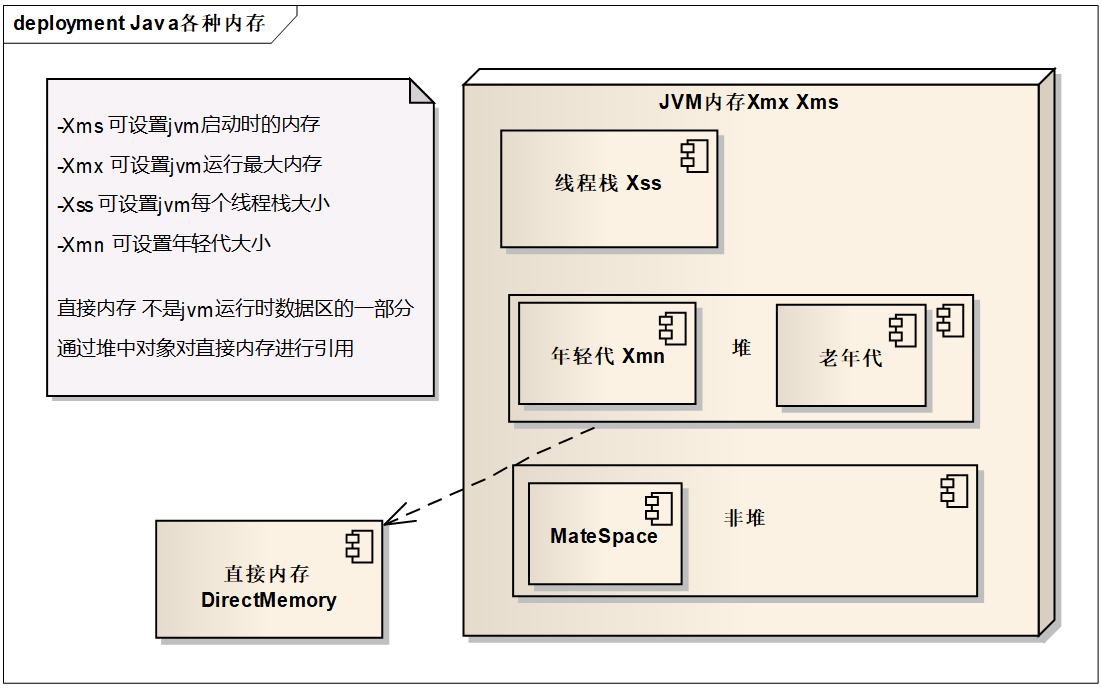 deployment Java各种内存
-Xms 可设置jvm启动时的内存
-Xmx 可设置jvm运行最大内存
-Xss 可设置jvm每个线程栈大小
-Xmn 可设置年轻代大小
直接内存 不是jvm运行时数据区的一部分
通过堆中对象对直接内存进行引用
JVM内存Xmx Xms
线程栈 Xss
年轻代 Xmn
堆
老年代
MateSpace
非堆
直接内存
DirectMemory